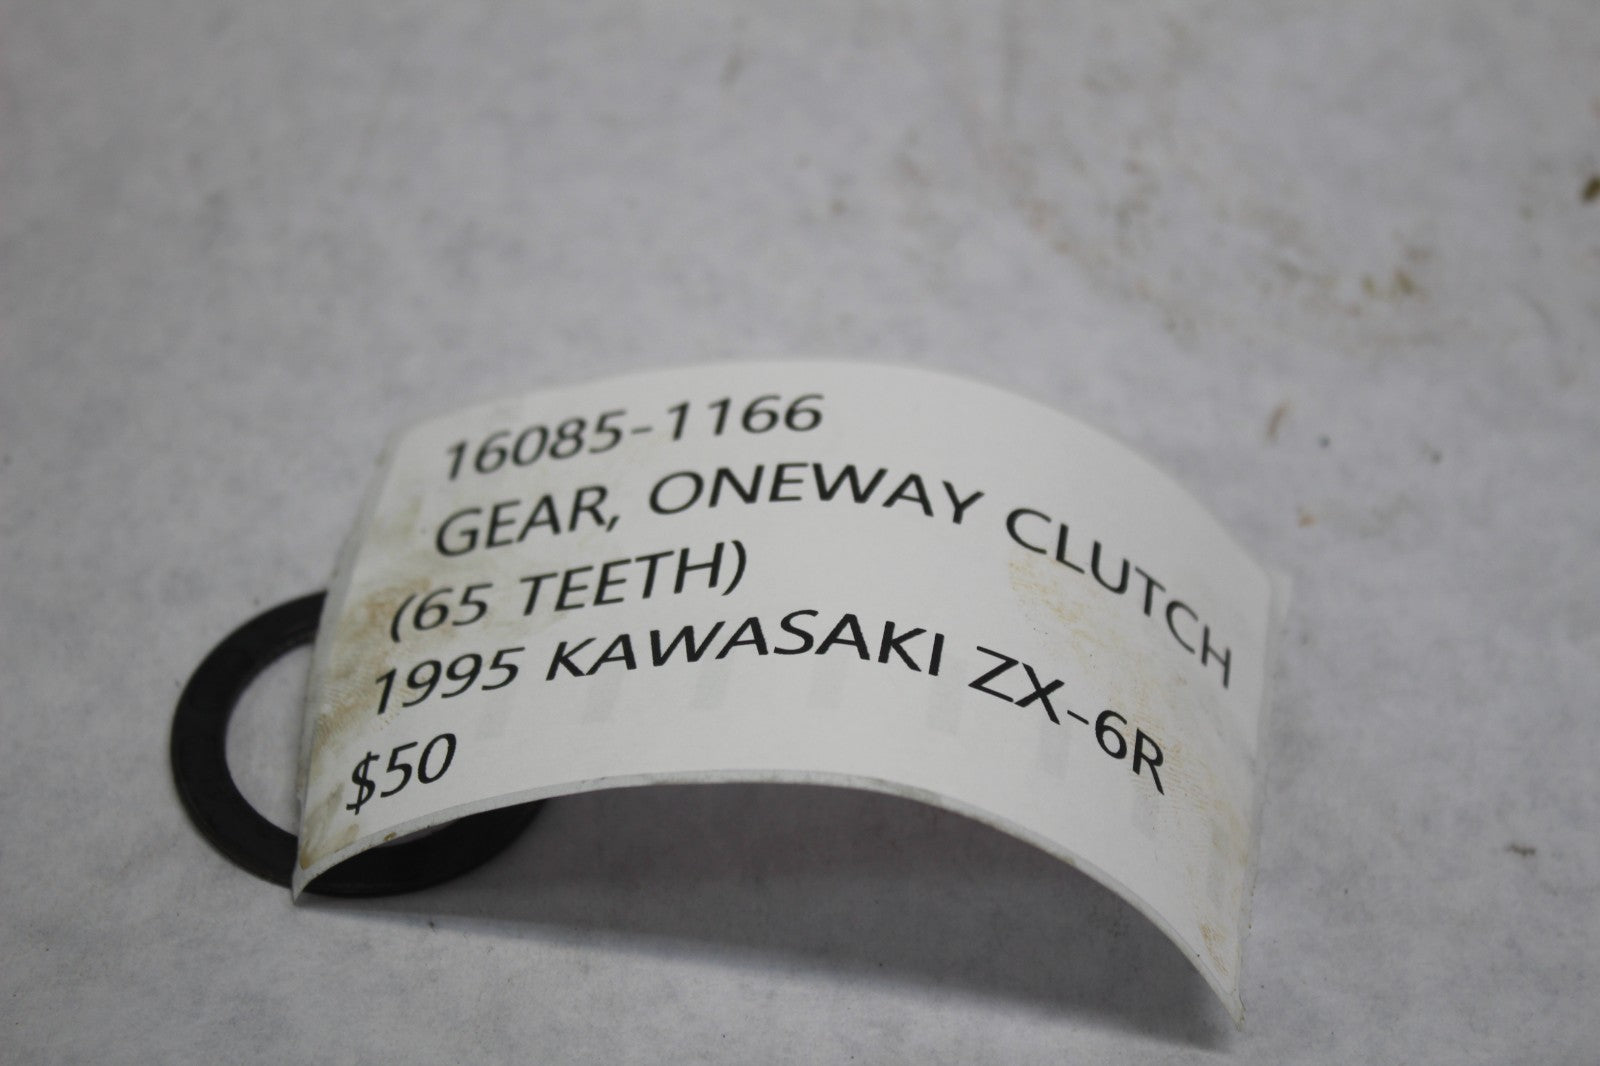 16085-1166
GEAR, ONEWAY CLUTCH
(65 TEETH)
1995 KAWASAKI ZX-6R
$50